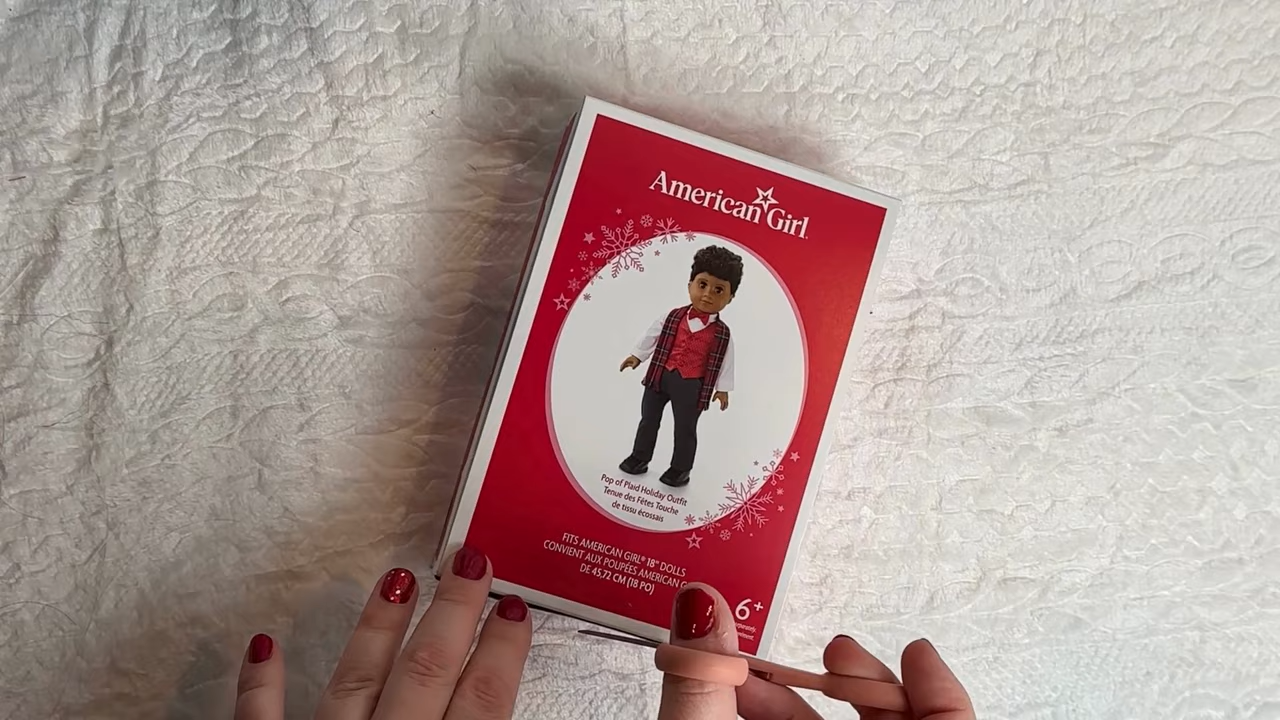 American Girl
Pop of Plaid Holiday Outfit
Tenue des Fêtes Touche
de tissu écossais
FITS AMERICAN GIRL® 18" DOLLS
CONVIENT AUX POUPÉES AMERICAN G
DE 45,72 CM (18 PO)
6+